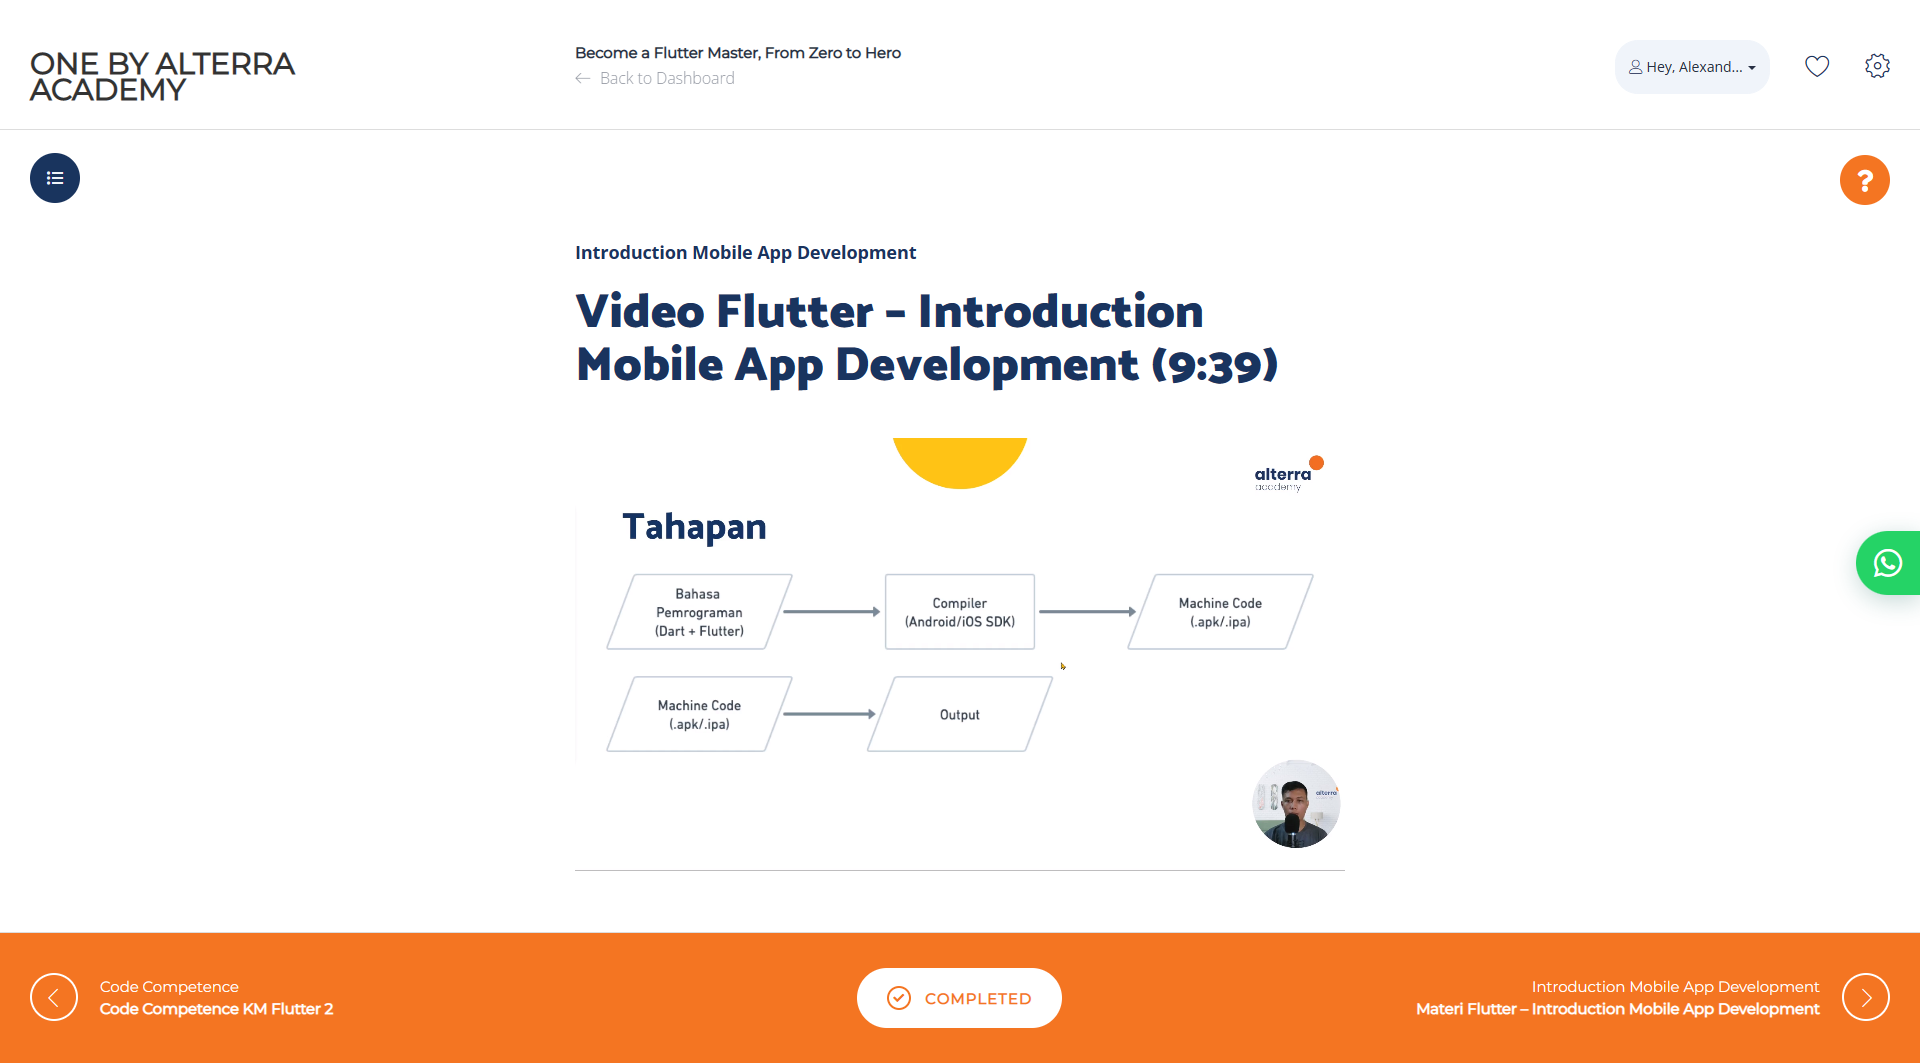 ONE BY ALTERRA
ACADEMY
Become a Flutter Master, From Zero to Hero
Back to Dashboard
Hey, Alexand...
?
Introduction Mobile App Development
Video Flutter – Introduction
Mobile App Development (9:39)
alterra
academy
Tahapan
Bahasa
Pemrograman
(Dart + Flutter)
Compiler
(Android/iOS SDK)
Machine Code
(.apk/.ipa)
Machine Code
(.apk/.ipa)
Output
alterra
Code Competence
Code Competence KM Flutter 2
COMPLETED
Introduction Mobile App Development
Materi Flutter – Introduction Mobile App Development